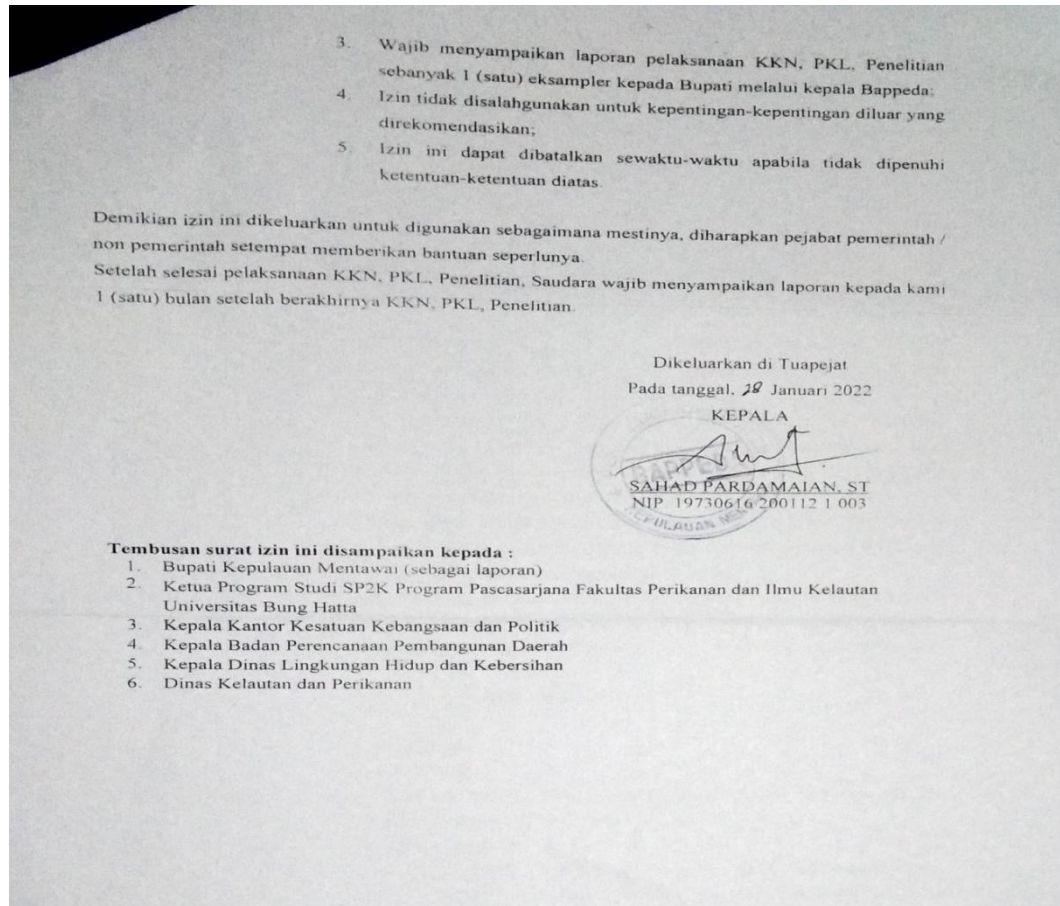 3. Wajib menyampaikan laporan pelaksanaan KKN, PKL, Penelitian
sebanyak 1 (satu) eksampler kepada Bupati melalui kepala Bappeda;
4. Izin tidak disalahgunakan untuk kepentingan-kepentingan diluar yang
direkomendasikan;
5. Izin ini dapat dibatalkan sewaktu-waktu apabila tidak dipenuhi
ketentuan-ketentuan diatas.
Demikian izin ini dikeluarkan untuk digunakan sebagaimana mestinya, diharapkan pejabat pemerintah /
non pemerintah setempat memberikan bantuan seperlunya.
Setelah selesai pelaksanaan KKN, PKL, Penelitian, Saudara wajib menyampaikan laporan kepada kami
1 (satu) bulan setelah berakhirnya KKN, PKL, Penelitian.
Dikeluarkan di Tuapejat
Pada tanggal, 28 Januari 2022
KEPALA
BAPPEDA
SAHAD PARDAMAIAN, ST
NIP 19730616 200112 1 003
KEPULAUAN
Tembusan surat izin ini disampaikan kepada :
1. Bupati Kepulauan Mentawai (sebagai laporan)
2. Ketua Program Studi SP2K Program Pascasarjana Fakultas Perikanan dan Ilmu Kelautan
Universitas Bung Hatta
3. Kepala Kantor Kesatuan Kebangsaan dan Politik
4. Kepala Badan Perencanaan Pembangunan Daerah
5. Kepala Dinas Lingkungan Hidup dan Kebersihan
6. Dinas Kelautan dan Perikanan